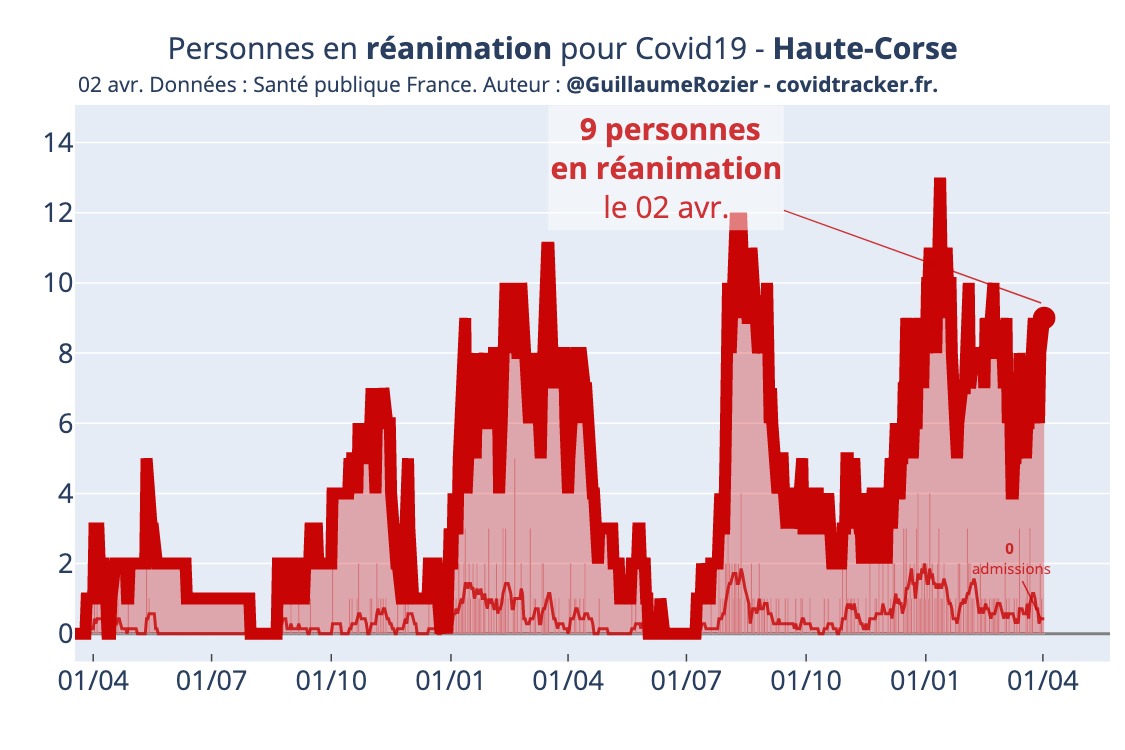 Personnes en réanimation pour Covid19 - Haute-Corse
02 avr. Données : Santé publique France. Auteur : @GuillaumeRozier - covidtracker.fr.
9 personnes
en réanimation
le 02 avr.
14
12
10
8
6
4
2
0
0
admissions
01/04 01/07 01/10 01/01 01/04 01/07 01/10 01/01 01/04